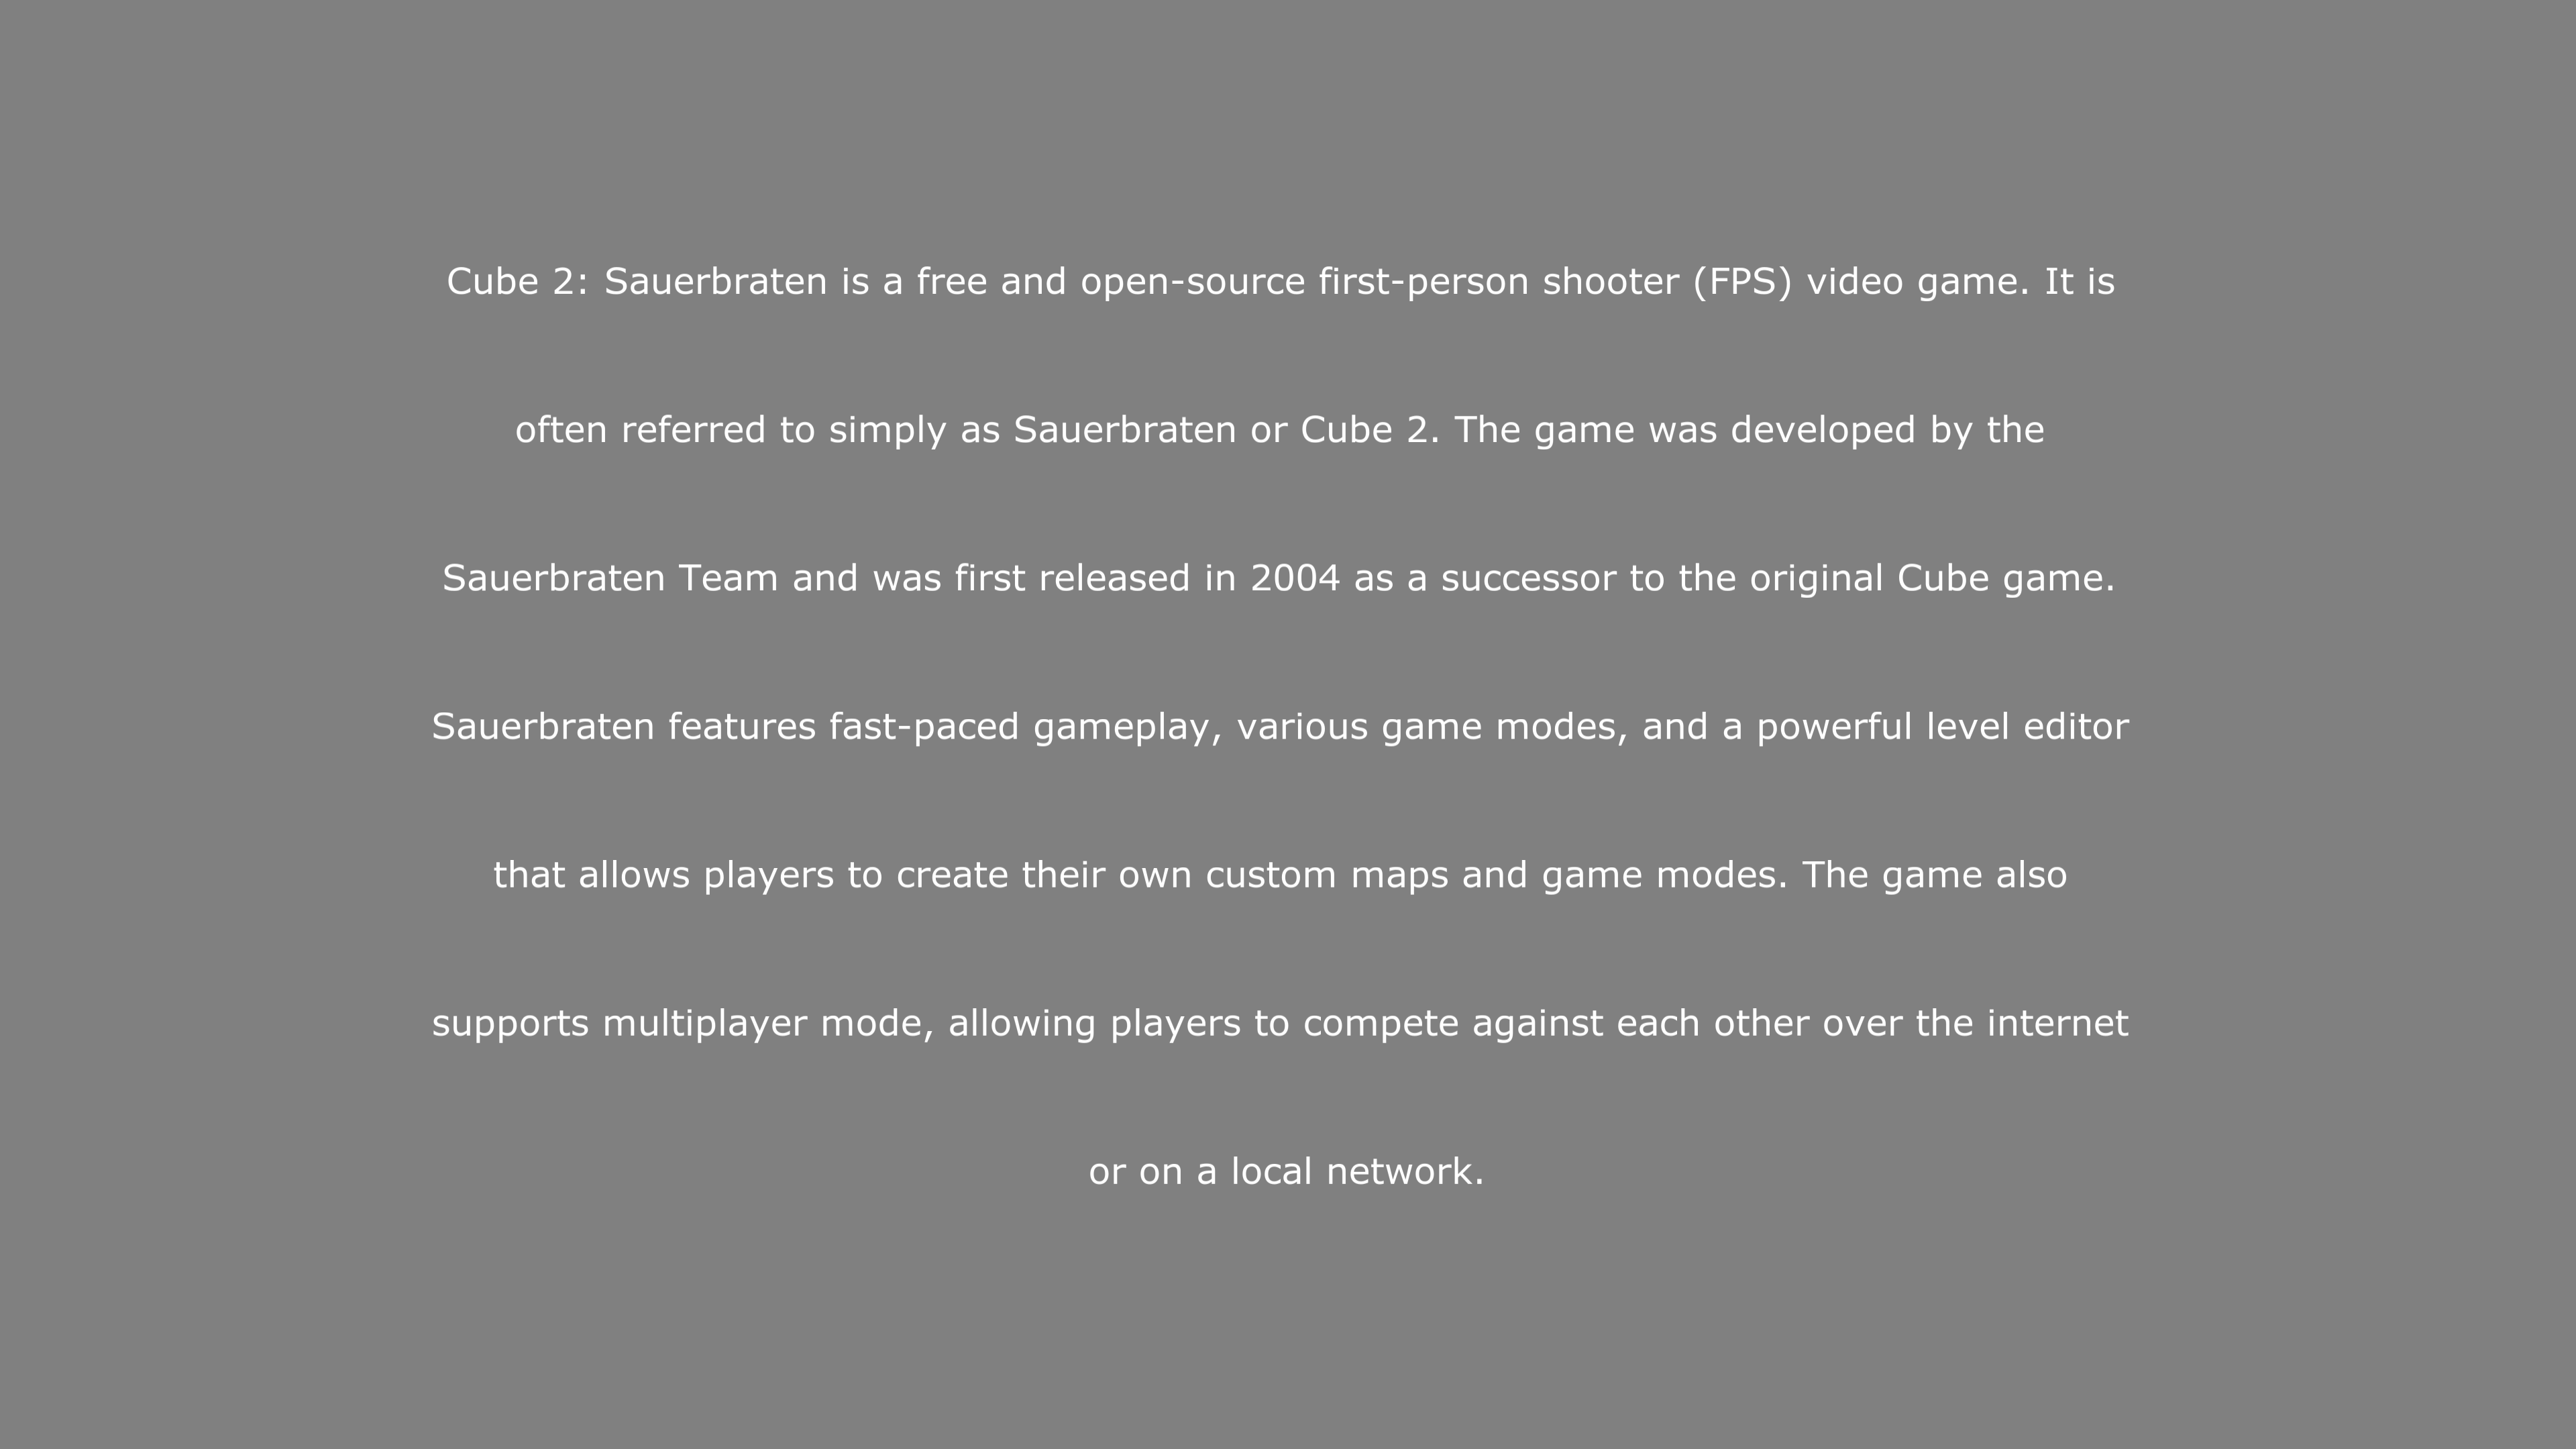 Cube 2: Sauerbraten is a free and open-source first-person shooter (FPS) video game. It is
often referred to simply as Sauerbraten or Cube 2. The game was developed by the
Sauerbraten Team and was first released in 2004 as a successor to the original Cube game.
Sauerbraten features fast-paced gameplay, various game modes, and a powerful level editor
that allows players to create their own custom maps and game modes. The game also
supports multiplayer mode, allowing players to compete against each other over the internet
or on a local network.